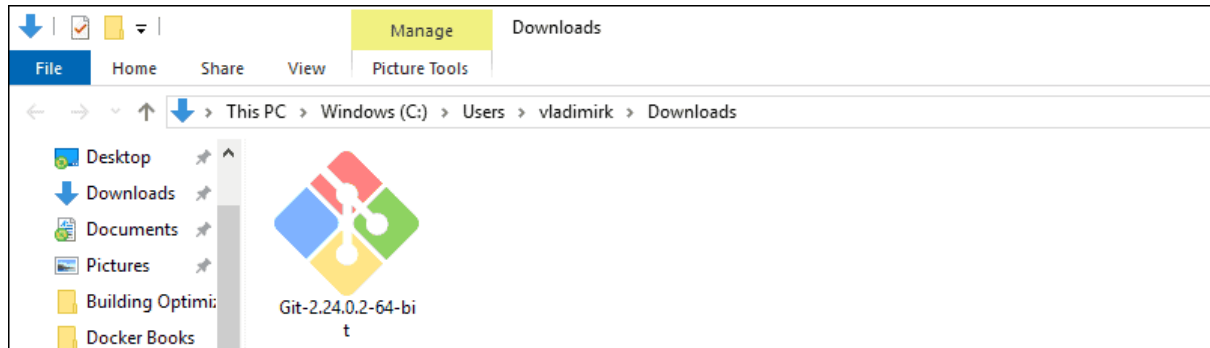 Manage Downloads
File Home Share View Picture Tools
This PC > Windows (C:) > Users > vladimirk > Downloads
Desktop
Downloads
Documents
Pictures
Building Optimiz
Docker Books
Git-2.24.0.2-64-bi
t